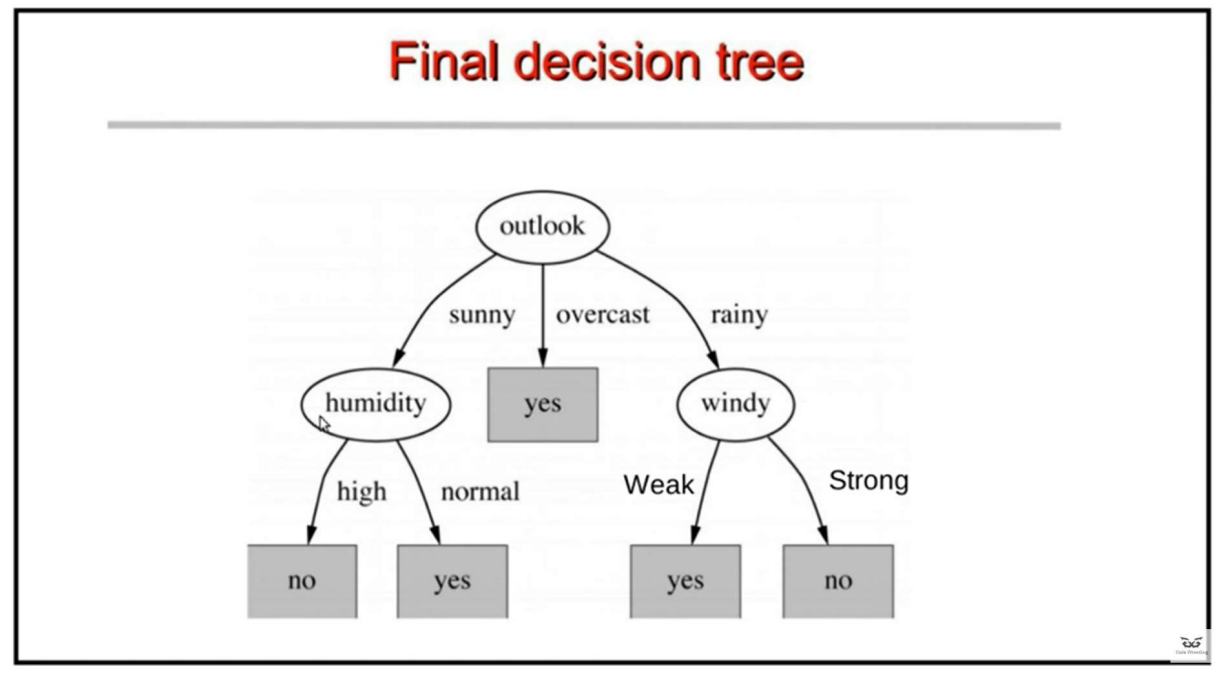 Final decision tree
outlook
sunny overcast rainy
humidity yes windy
high normal Weak Strong
no yes yes no